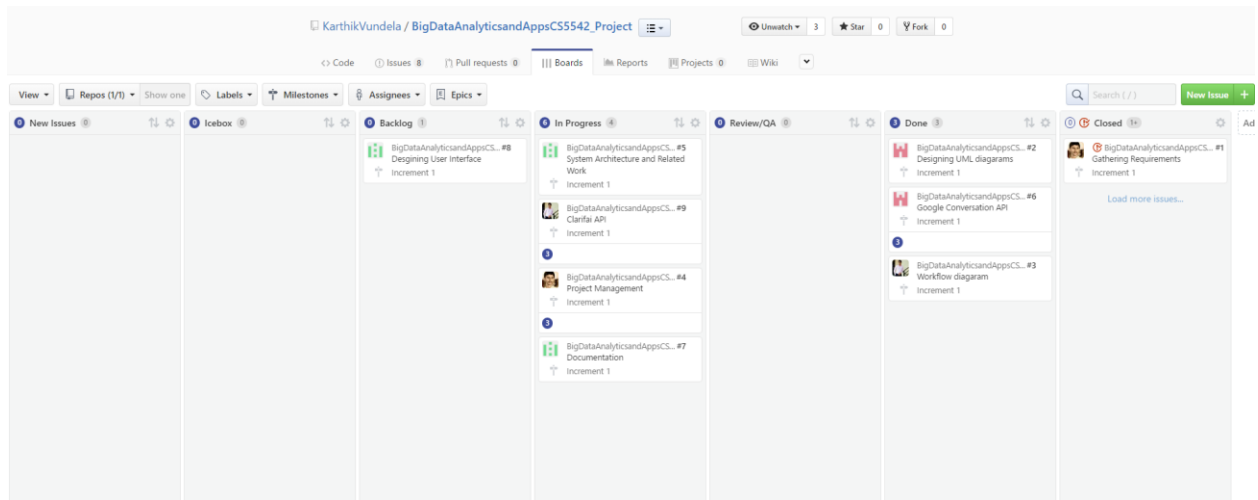 KarthikVundela / BigDataAnalyticsandAppsCS5542_Project
Unwatch 3 Star 0 Fork 0
<> Code Issues 8 Pull requests 0 Boards Reports Projects 0 Wiki
View Repos (1/1) Show one Labels Milestones Assignees Epics Search ( / ) New Issue +
0 New Issues 0
0 Icebox 0
0 Backlog 1
BigDataAnalyticsandAppsCS... #8
Desgining User Interface
Increment 1
6 In Progress 4
BigDataAnalyticsandAppsCS... #5
System Architecture and Related
Work
Increment 1
BigDataAnalyticsandAppsCS... #9
Clarifai API
Increment 1
3
BigDataAnalyticsandAppsCS... #4
Project Management
Increment 1
3
BigDataAnalyticsandAppsCS... #7
Documentation
Increment 1
0 Review/QA 0
3 Done 3
BigDataAnalyticsandAppsCS... #2
Designing UML diagarams
Increment 1
BigDataAnalyticsandAppsCS... #6
Google Conversation API
Increment 1
3
BigDataAnalyticsandAppsCS... #3
Workflow diagaram
Increment 1
0 Closed 1+
BigDataAnalyticsandAppsCS... #1
Gathering Requirements
Increment 1
Load more issues...
Ad